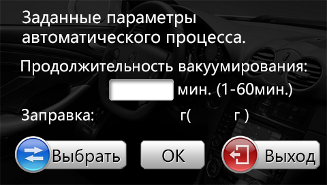 Заданные параметры
автоматического процесса.
Продолжительность вакуумирования:
мин. (1-60мин.)
Заправка: г( г )
Выбрать OK Выход